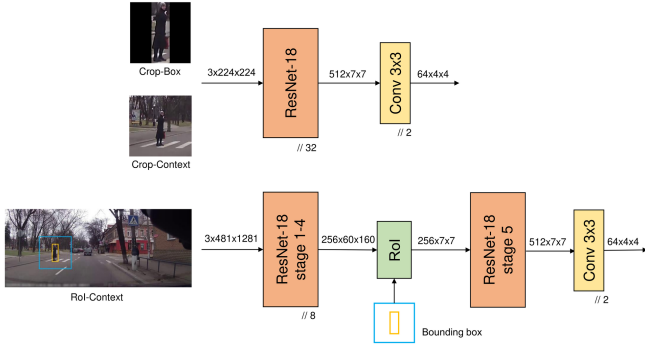 Crop-Box
3x224x224
ResNet-18
512x7x7
Conv 3x3
64x4x4
// 32
// 2
Crop-Context
3x481x1281
ResNet-18
stage 1-4
256x60x160
RoI
256x7x7
ResNet-18
stage 5
512x7x7
Conv 3x3
64x4x4
RoI-Context
// 8
// 2
Bounding box